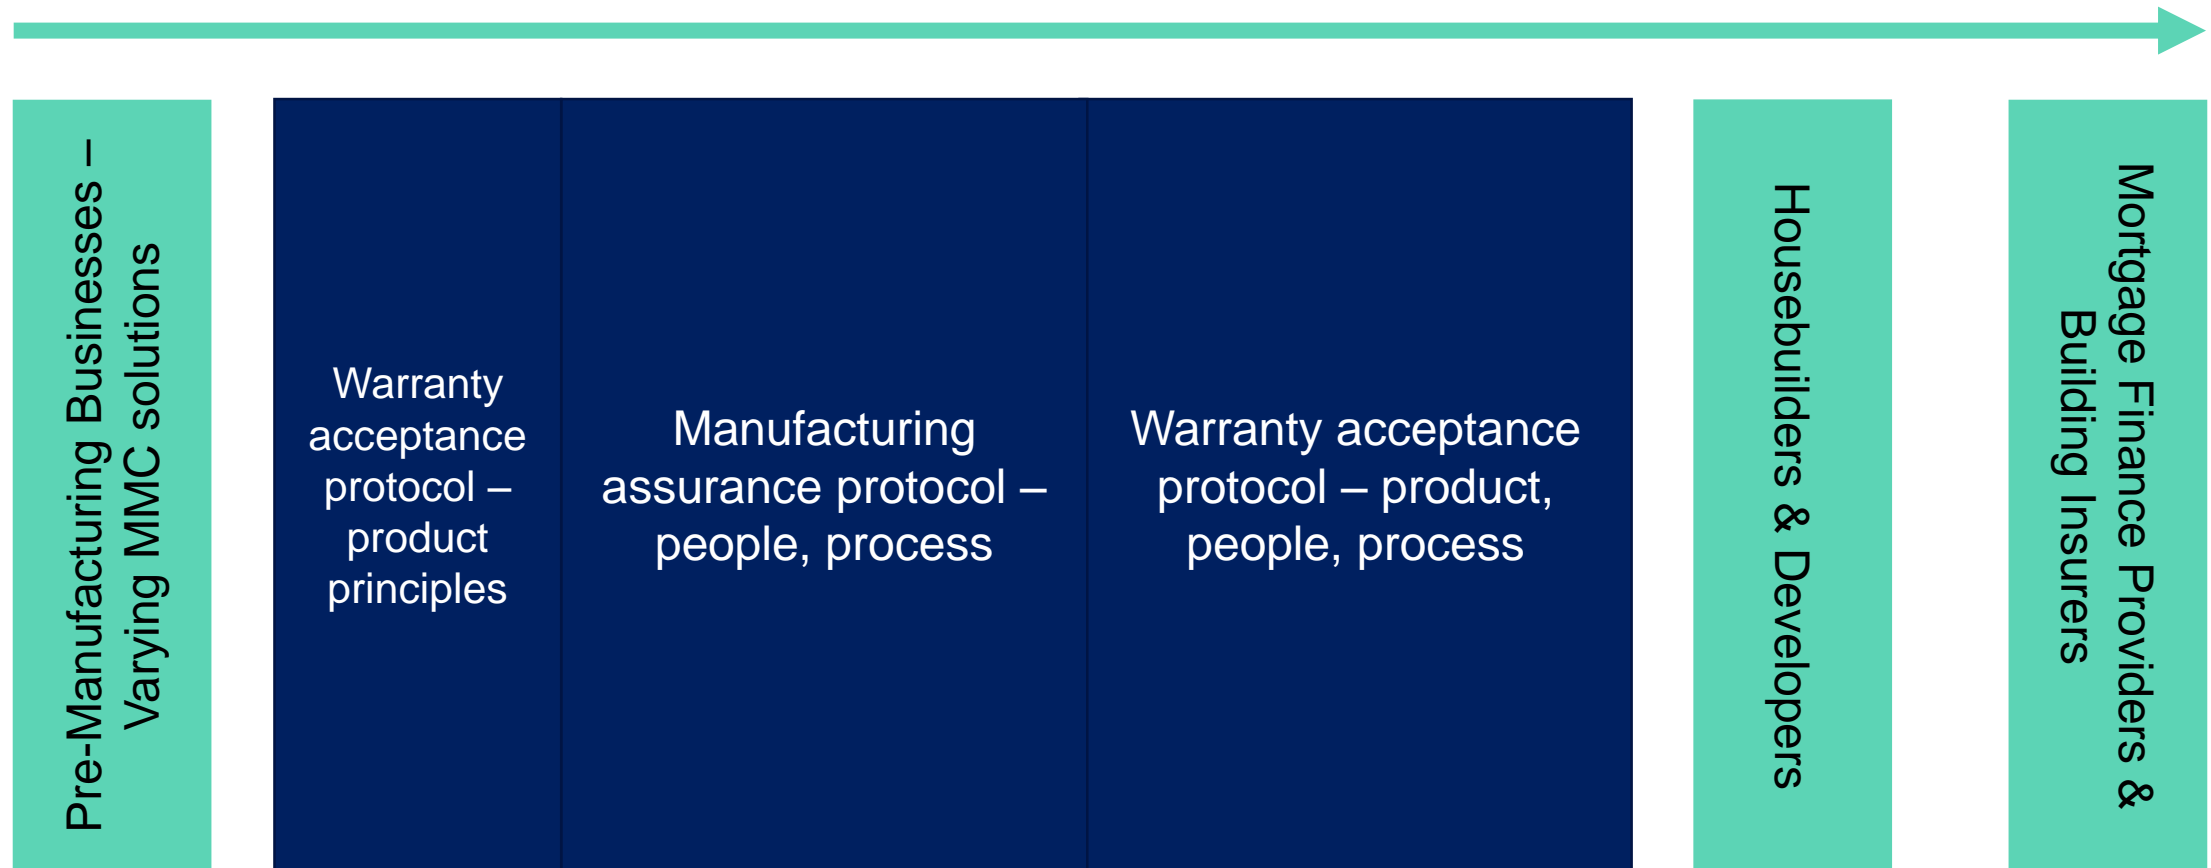 Pre-Manufacturing Businesses –
Varying MMC solutions
Warranty
acceptance
protocol –
product
principles
Manufacturing
assurance protocol –
people, process
Warranty acceptance
protocol – product,
people, process
Housebuilders & Developers
Mortgage Finance Providers &
Building Insurers